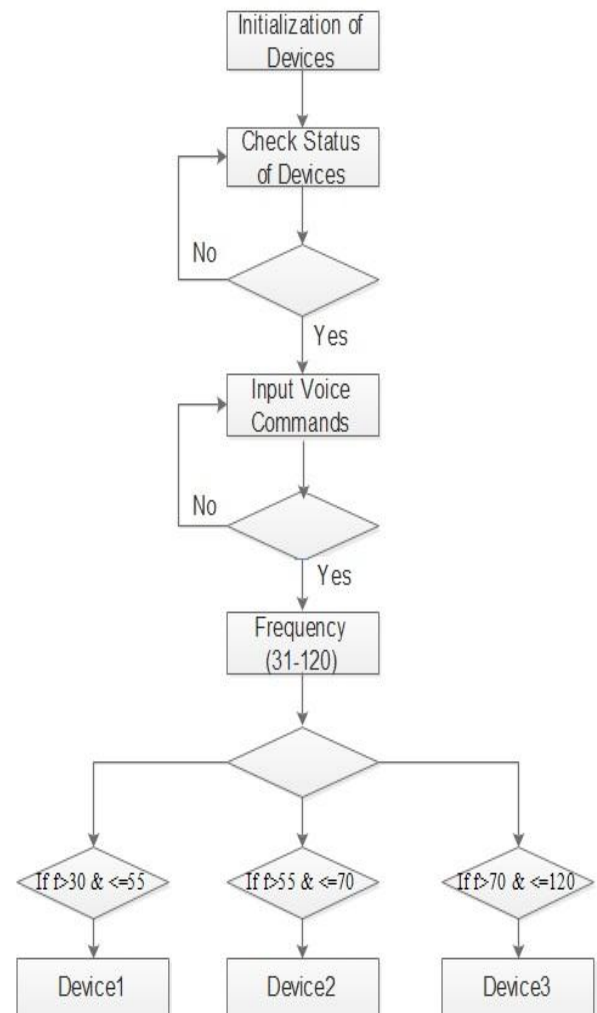 Initialization of
Devices
Check Status
of Devices
No
Yes
Input Voice
Commands
No
Yes
Frequency
(31-120)
If f>30 & <=55
If f>55 & <=70
If f>70 & <=120
Device1
Device2
Device3